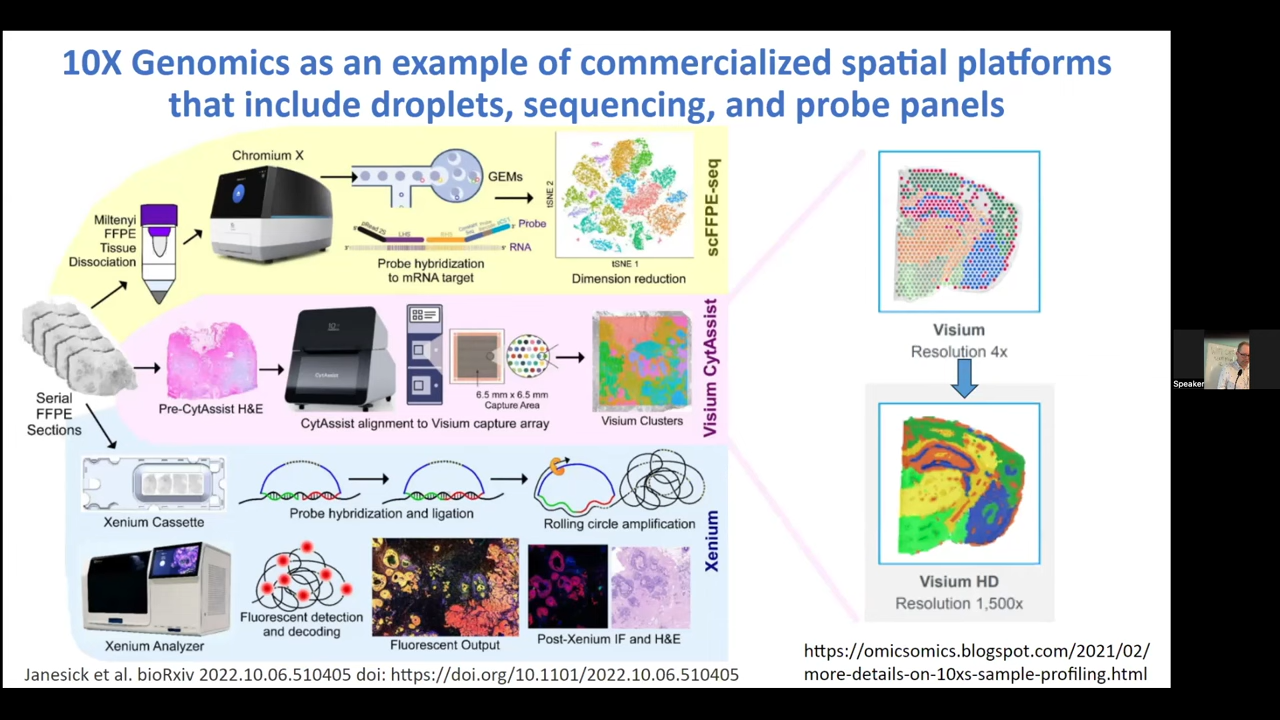 10X Genomics as an example of commercialized spatial platforms
that include droplets, sequencing, and probe panels
Chromium X
GEMs
Miltenyi
FFPE
Tissue
Dissociation
Probe
RNA
LHS
RHS
Probe hybridization
to mRNA target
tSNE 2
tSNE 1
Dimension reduction
scFFPE-seq
Serial
FFPE
Sections
Pre-CytAssist H&E
CytAssist
6.5 mm x 6.5 mm
Capture Area
CytAssist alignment to Visium capture array
Visium Clusters
Visium CytAssist
Xenium Cassette
Probe hybridization and ligation
Rolling circle amplification
Xenium
Xenium Analyzer
Fluorescent detection
and decoding
Fluorescent Output
Post-Xenium IF and H&E
Visium
Resolution 4x
Visium HD
Resolution 1,500x
Janesick et al. bioRxiv 2022.10.06.510405 doi: https://doi.org/10.1101/2022.10.06.510405
https://omicsomics.blogspot.com/2021/02/
more-details-on-10xs-sample-profiling.html
Speaker